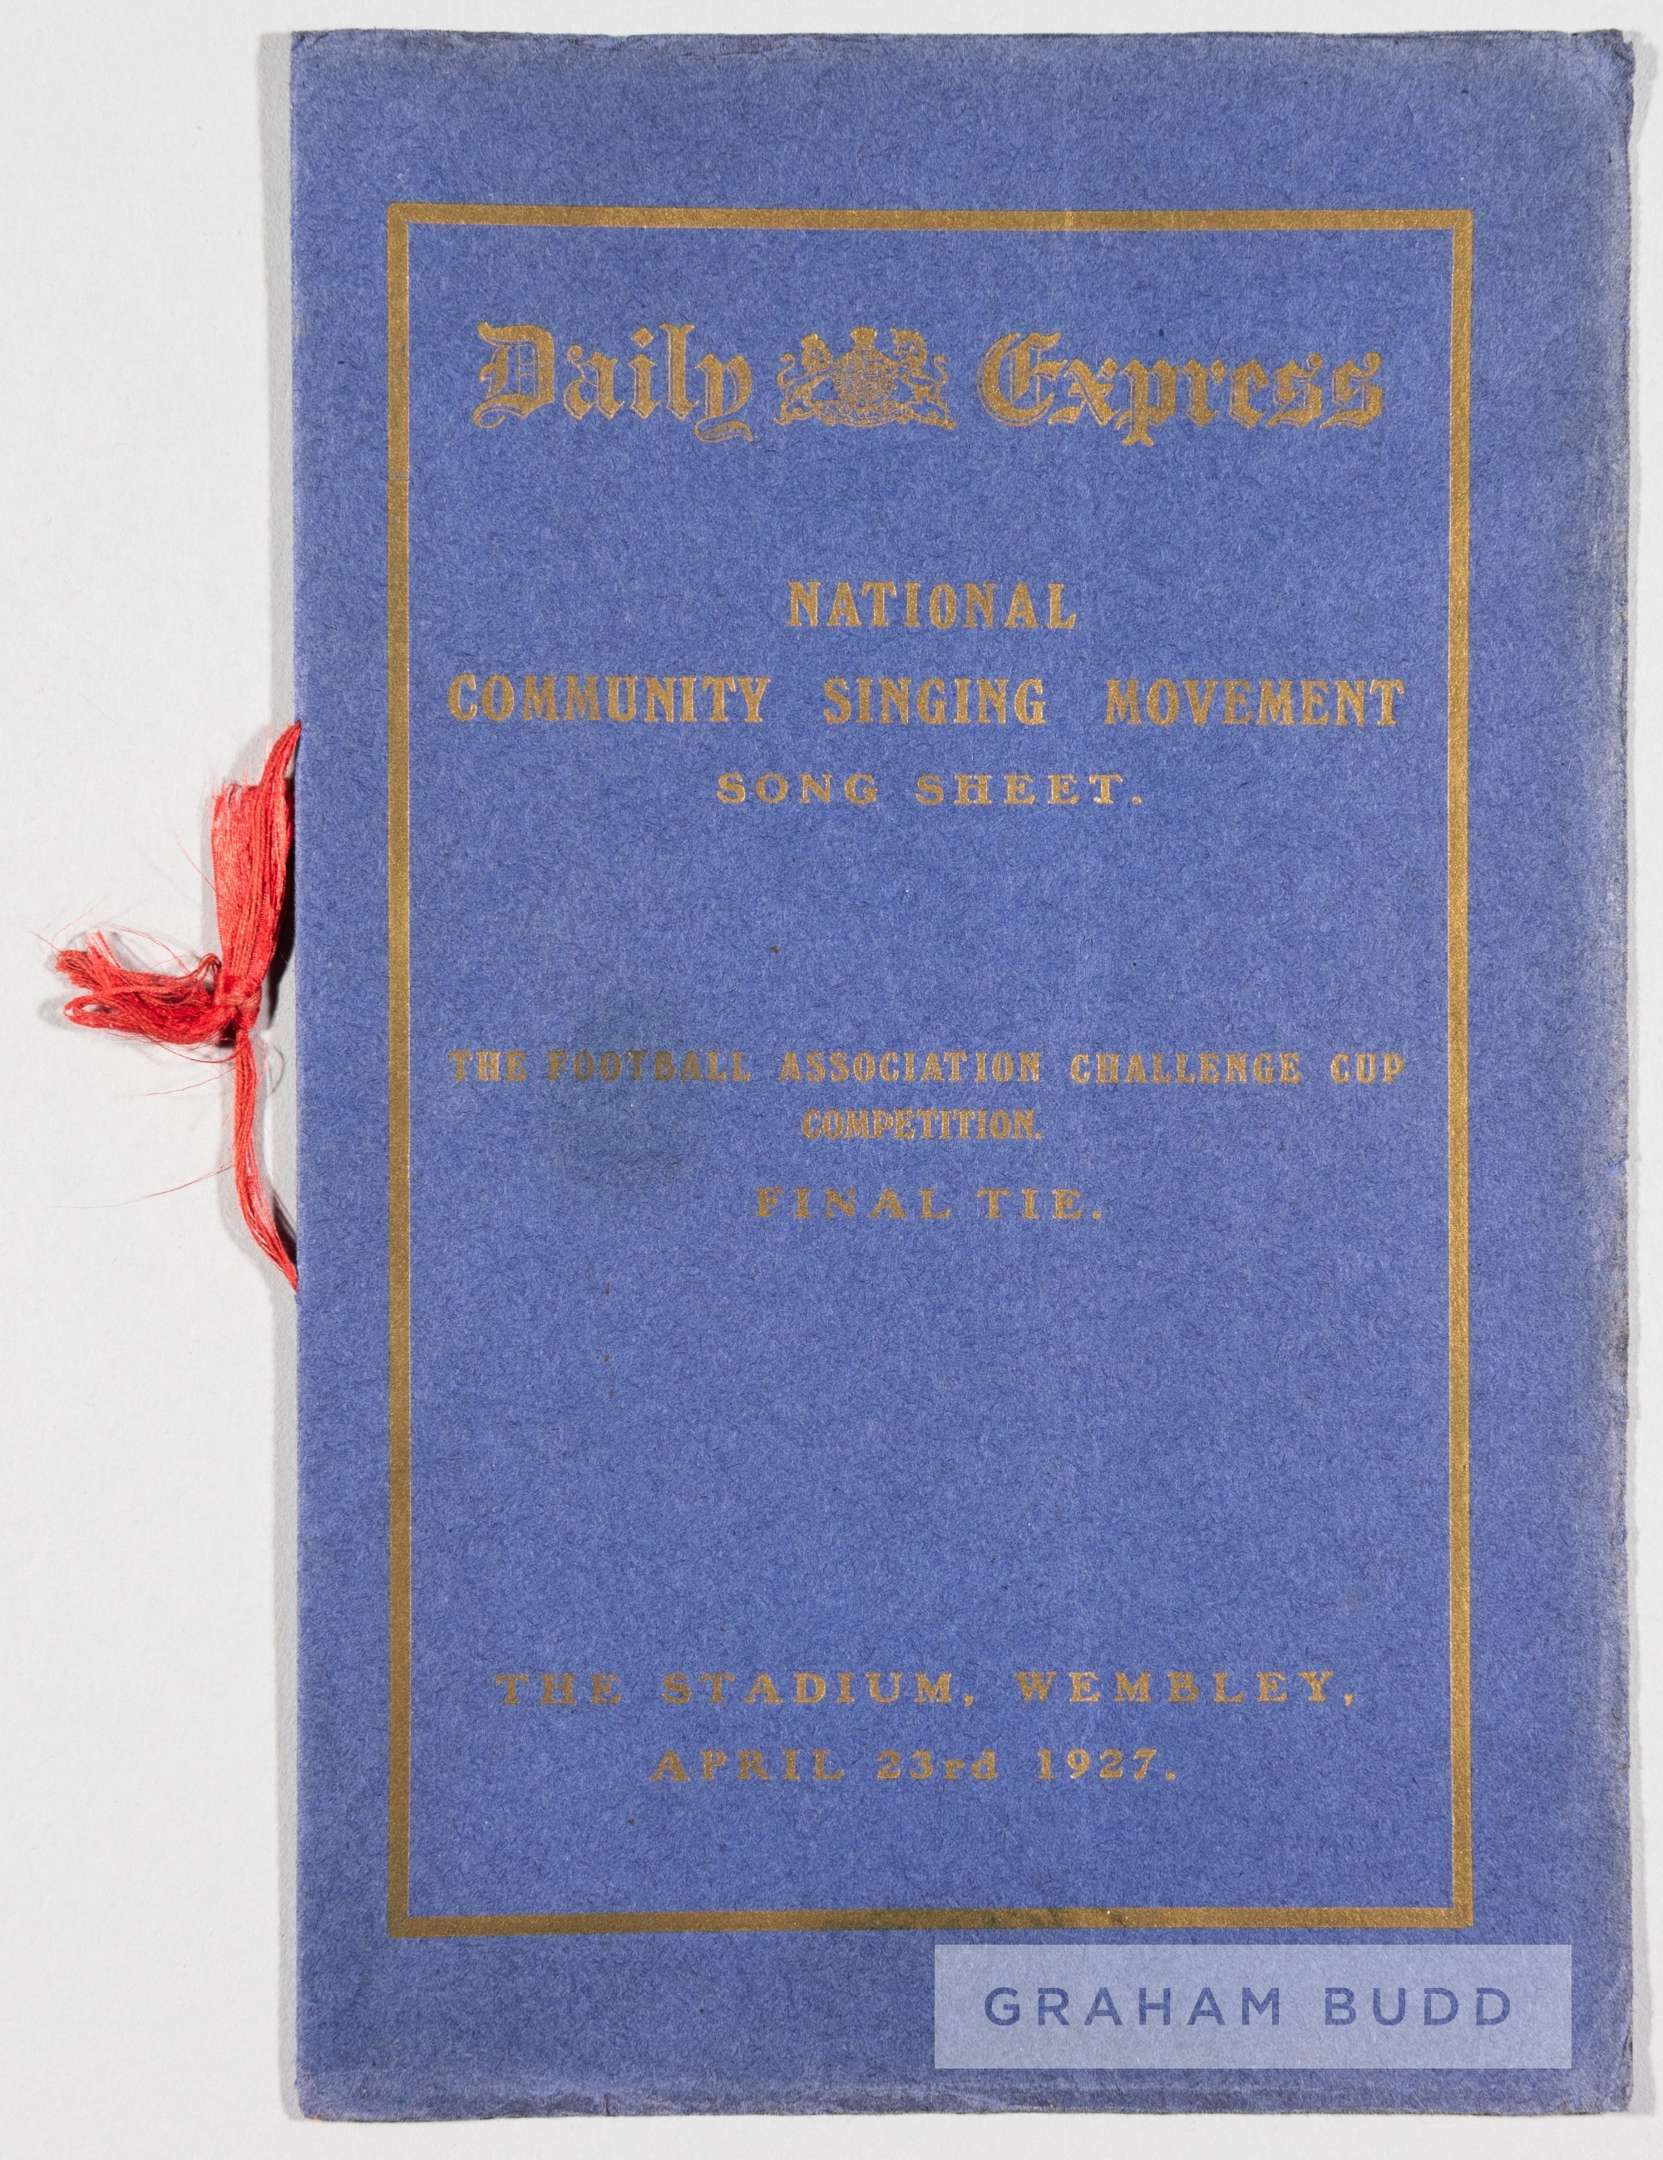 Daily Express
NATIONAL
COMMUNITY SINGING MOVEMENT
SONG SHEET.
THE FOOTBALL ASSOCIATION CHALLENGE CUP
COMPETITION.
FINAL TIE.
THE STADIUM, WEMBLEY,
APRIL 23rd 1927.
GRAHAM BUDD